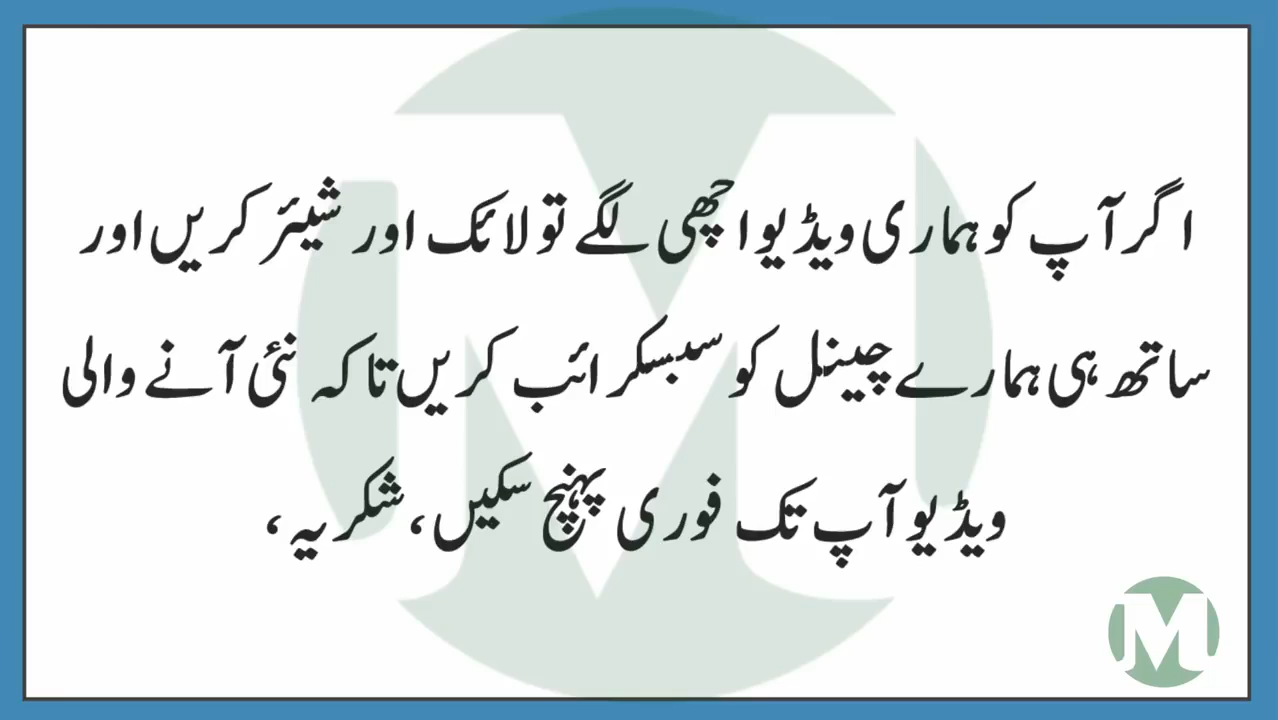 اگر آپ کو ہماری ویڈیو اچھی لگے تو لائک اور شیئر کریں اور
ساتھ ہی ہمارے چینل کو سبسکرائب کریں تاکہ نئی آنے والی
ویڈیو آپ تک فوری پہنچ سکیں، شکریہ،
M